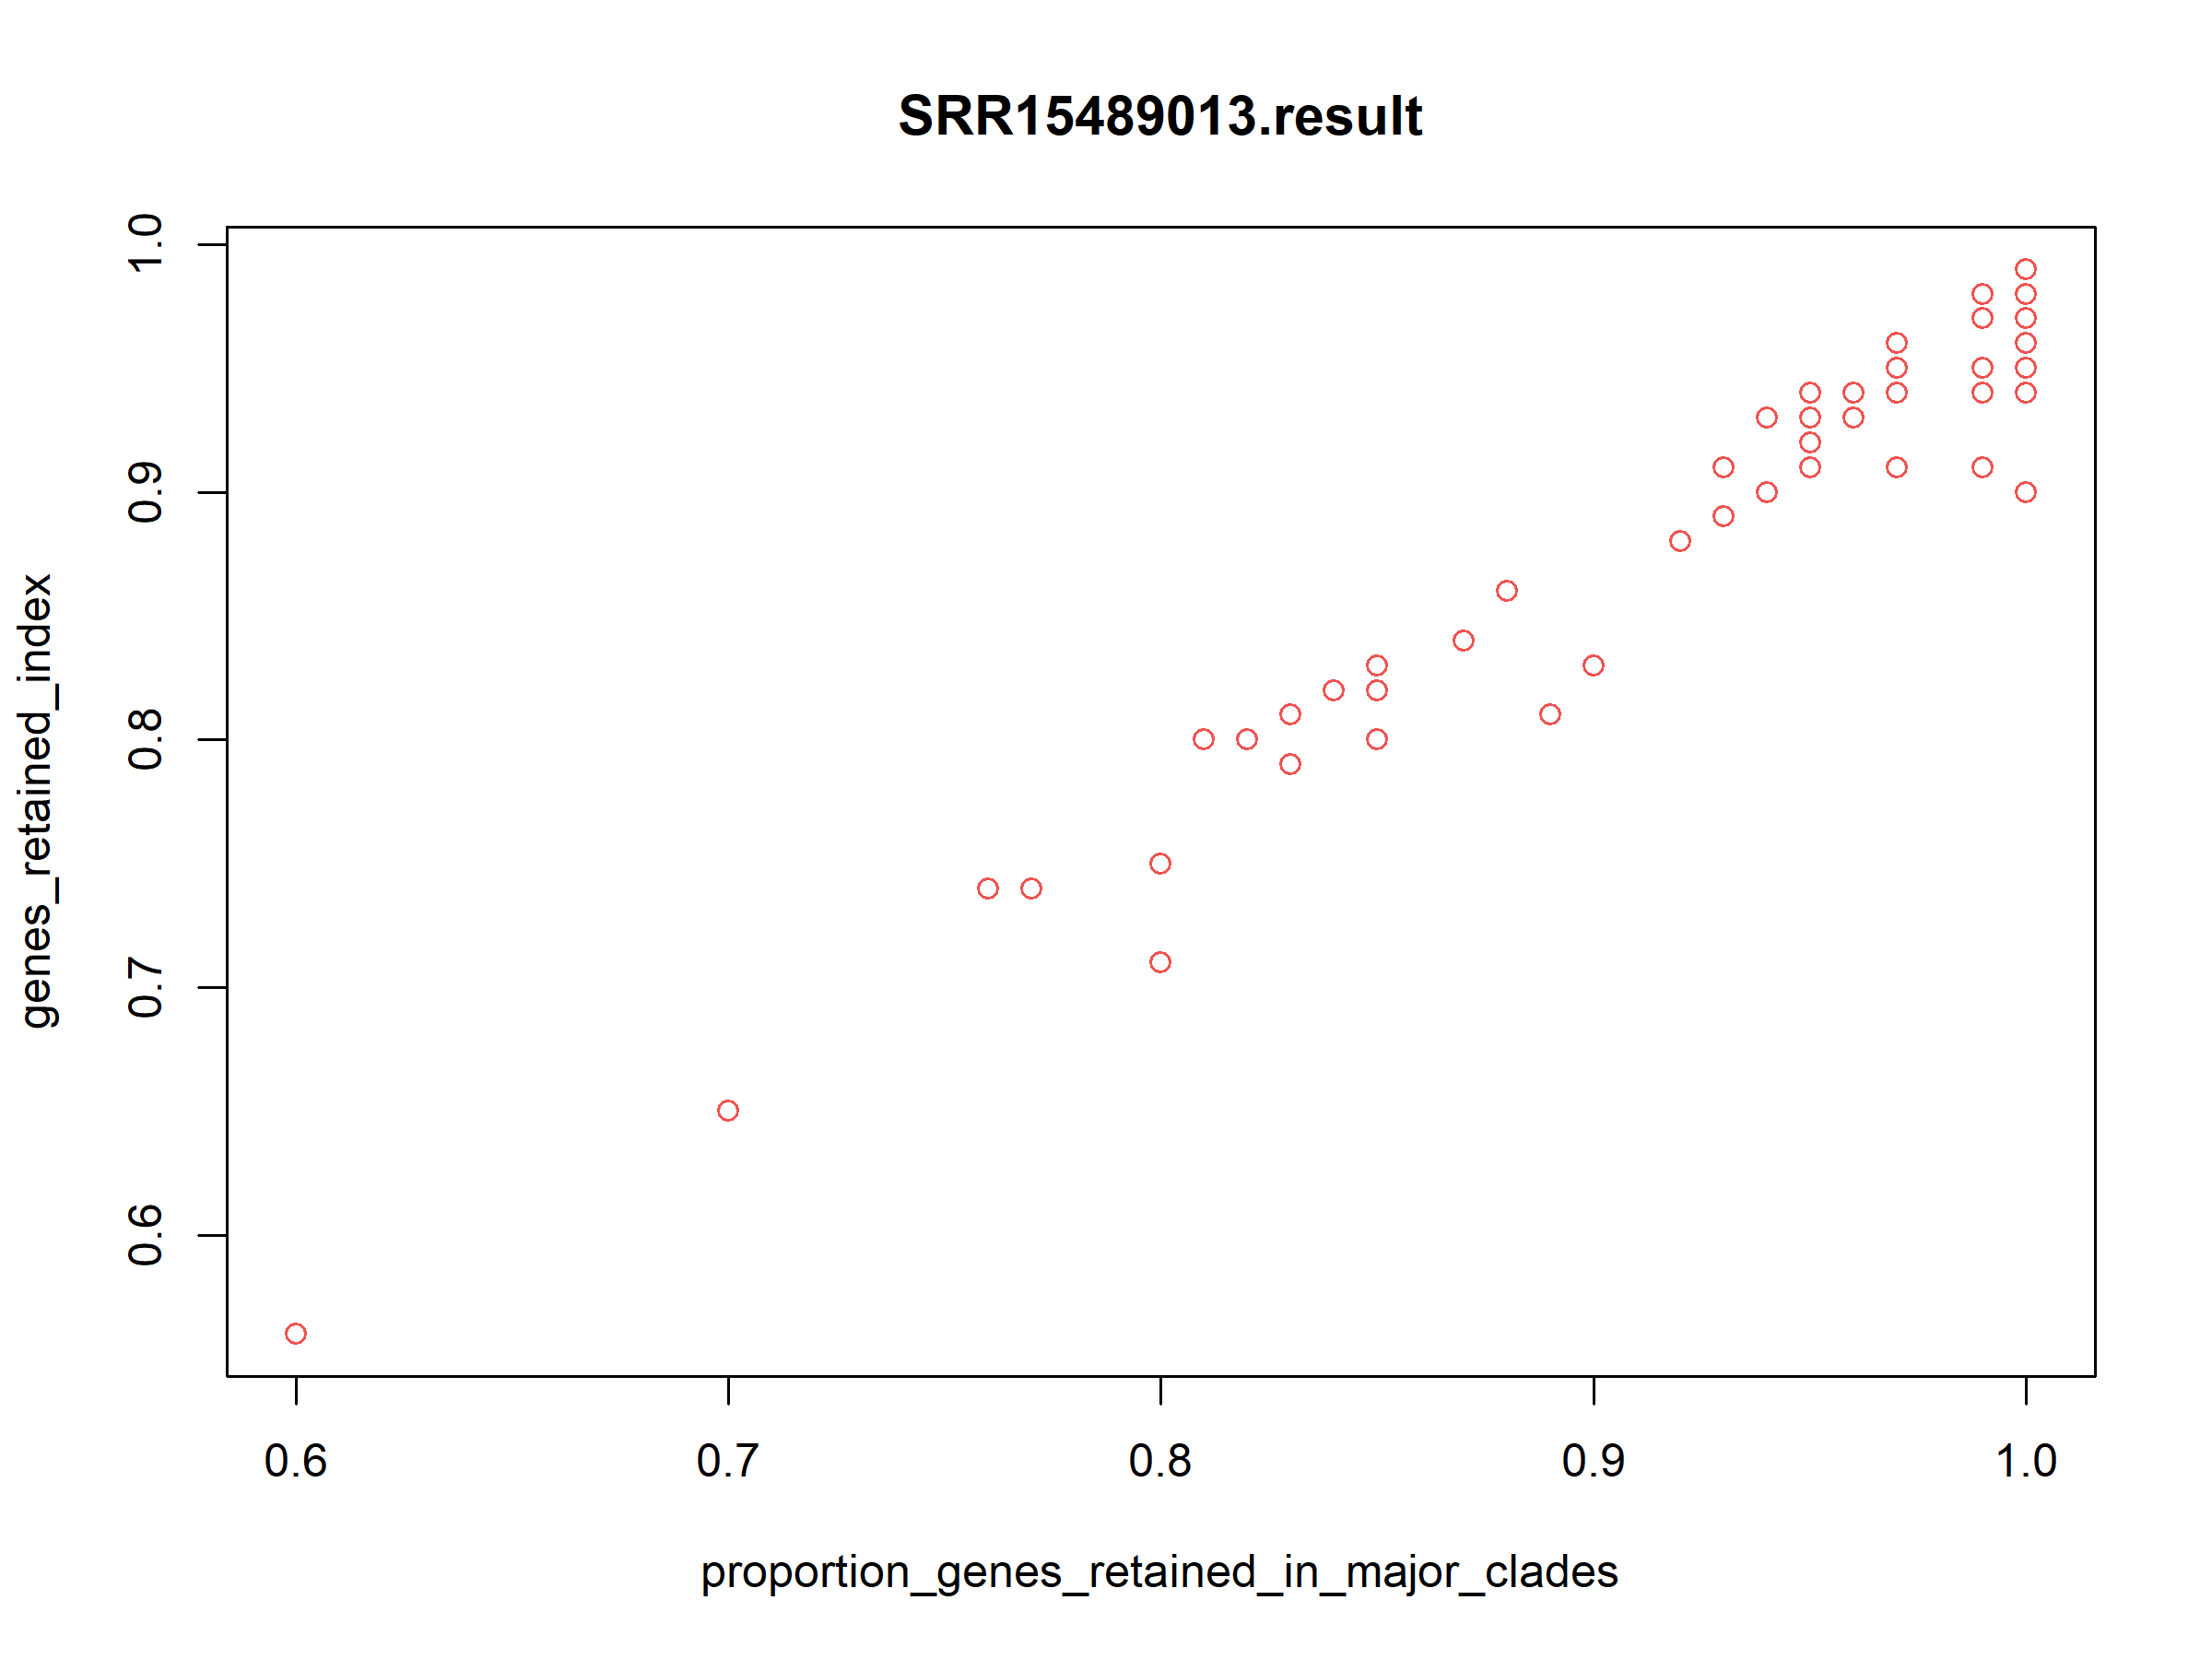 SRR15489013.result
1.0
0.9
0.8
0.7
0.6
genes_retained_index
0.6 0.7 0.8 0.9 1.0
proportion_genes_retained_in_major_clades